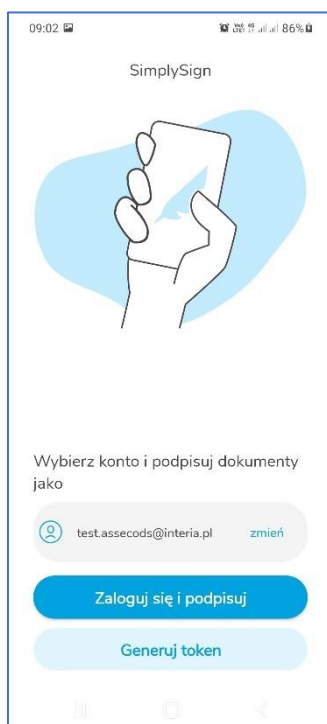 09:02 86%
SimplySign
Wybierz konto i podpisuj dokumenty
jako
test.assecods@interia.pl zmień
Zaloguj się i podpisuj
Generuj token